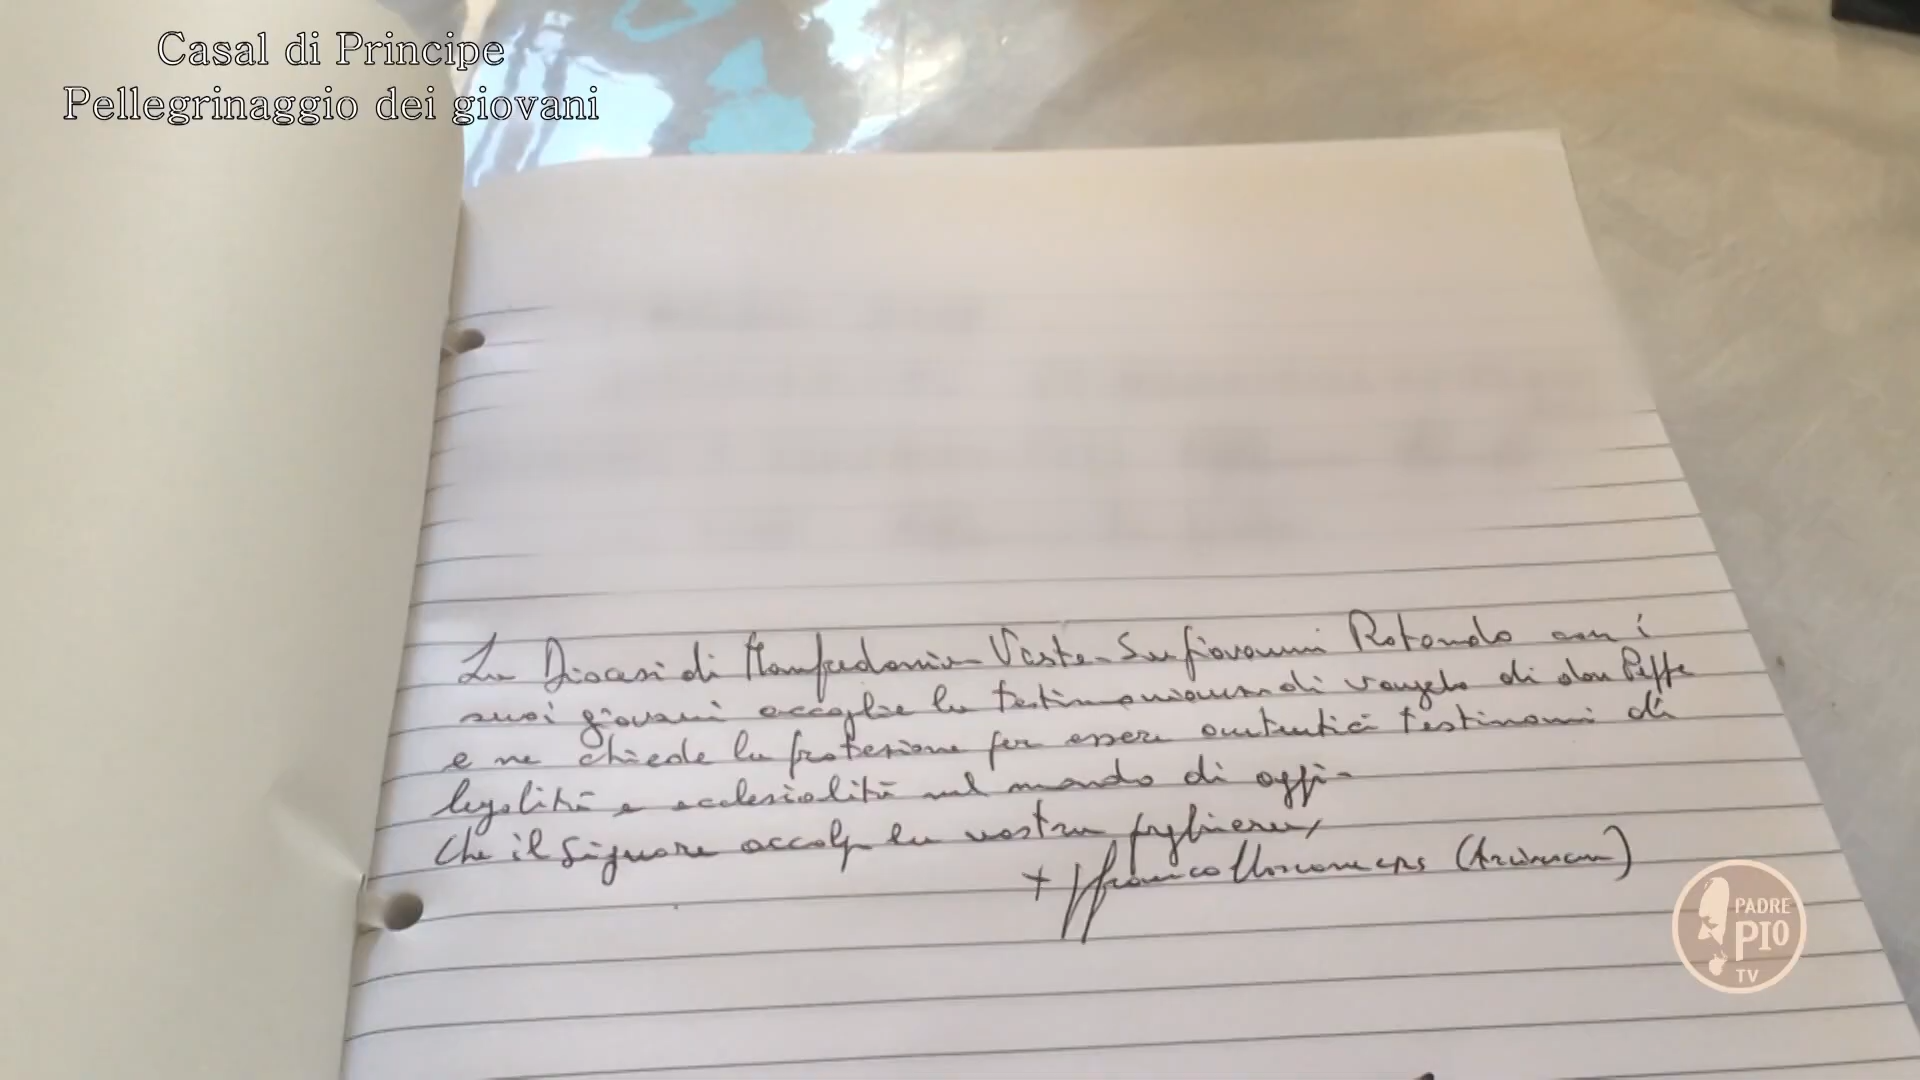 Casal di Principe
Pellegrinaggio dei giovani
La Diocesi di Manfredonia-Vieste-San Giovanni Rotondo con i
suoi giovani accoglie la testimonianza di vangelo di don Peppe
e ne chiede la protezione per essere autentici testimoni di
legalità e ecclesialità nel mondo di oggi-
Che il Signore accolga la vostra preghiera,
+ franco Moscone crs (Arcivescovo)
PADRE
PIO
TV